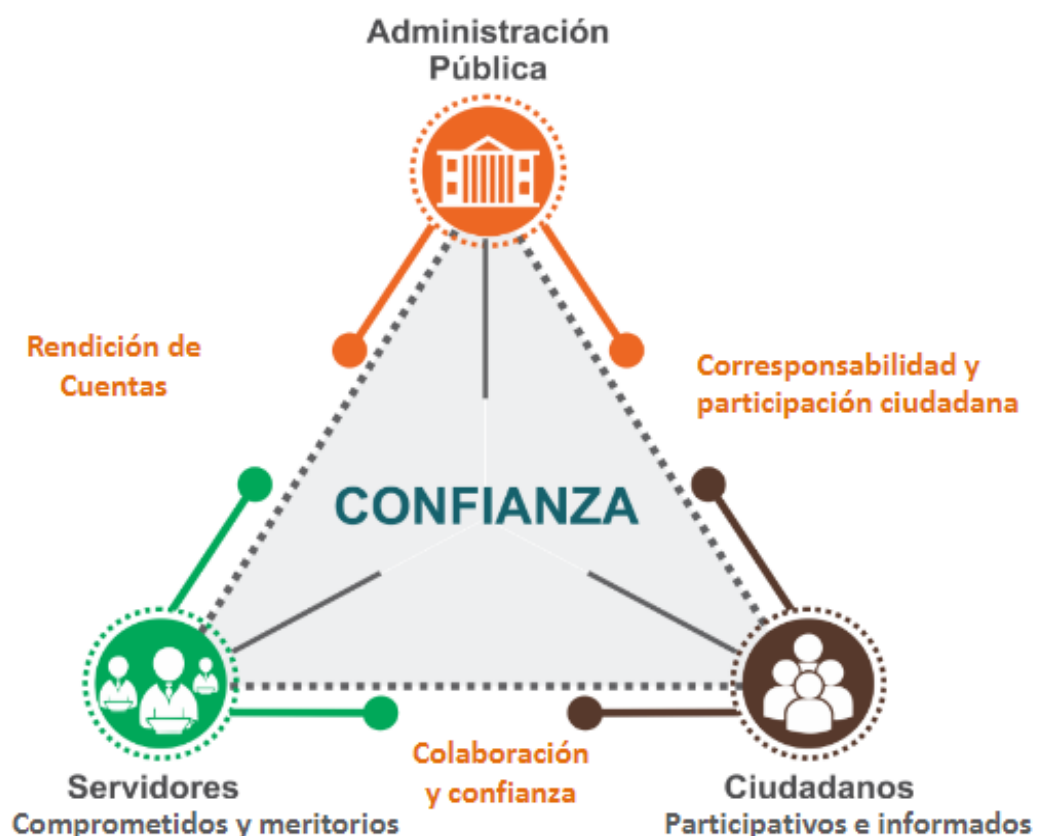 Administración
Pública
Rendición de
Cuentas
Corresponsabilidad y
participación ciudadana
CONFIANZA
Colaboración
y confianza
Servidores
Comprometidos y meritorios
Ciudadanos
Participativos e informados